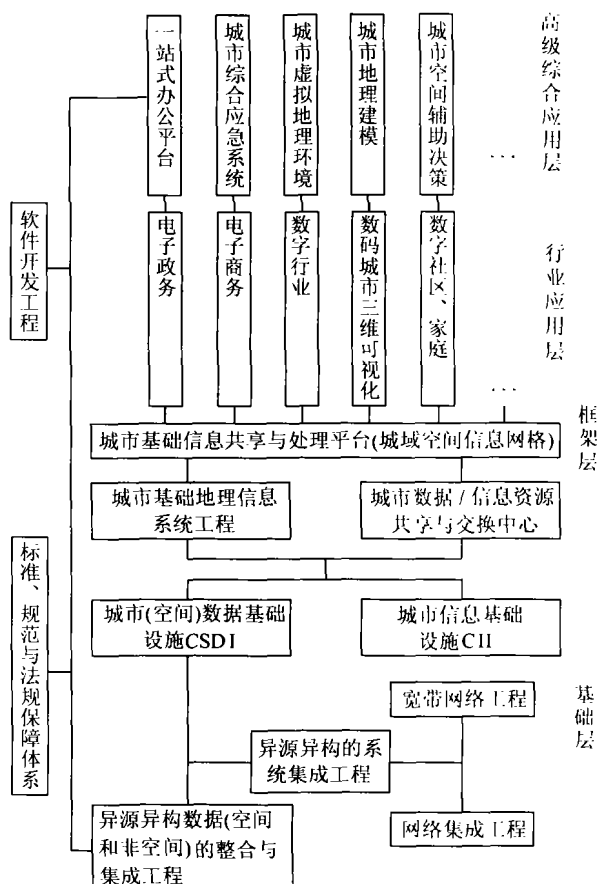 一站式办公平台
城市综合应急系统
城市虚拟地理环境
城市地理建模
城市空间辅助决策
...
高级综合应用层
软件开发工程
电子政务
电子商务
数字行业
数码城市三维可视化
数字社区、家庭
...
行业应用层
城市基础信息共享与处理平台(城域空间信息网格)
框架层
城市基础地理信息
系统工程
城市数据/信息资源
共享与交换中心
标准、规范与法规保障体系
城市(空间)数据基础
设施CSDI
城市信息基础
设施CII
宽带网络工程
基础层
异源异构的系
统集成工程
异源异构数据(空间
和非空间)的整合与
集成工程
网络集成工程